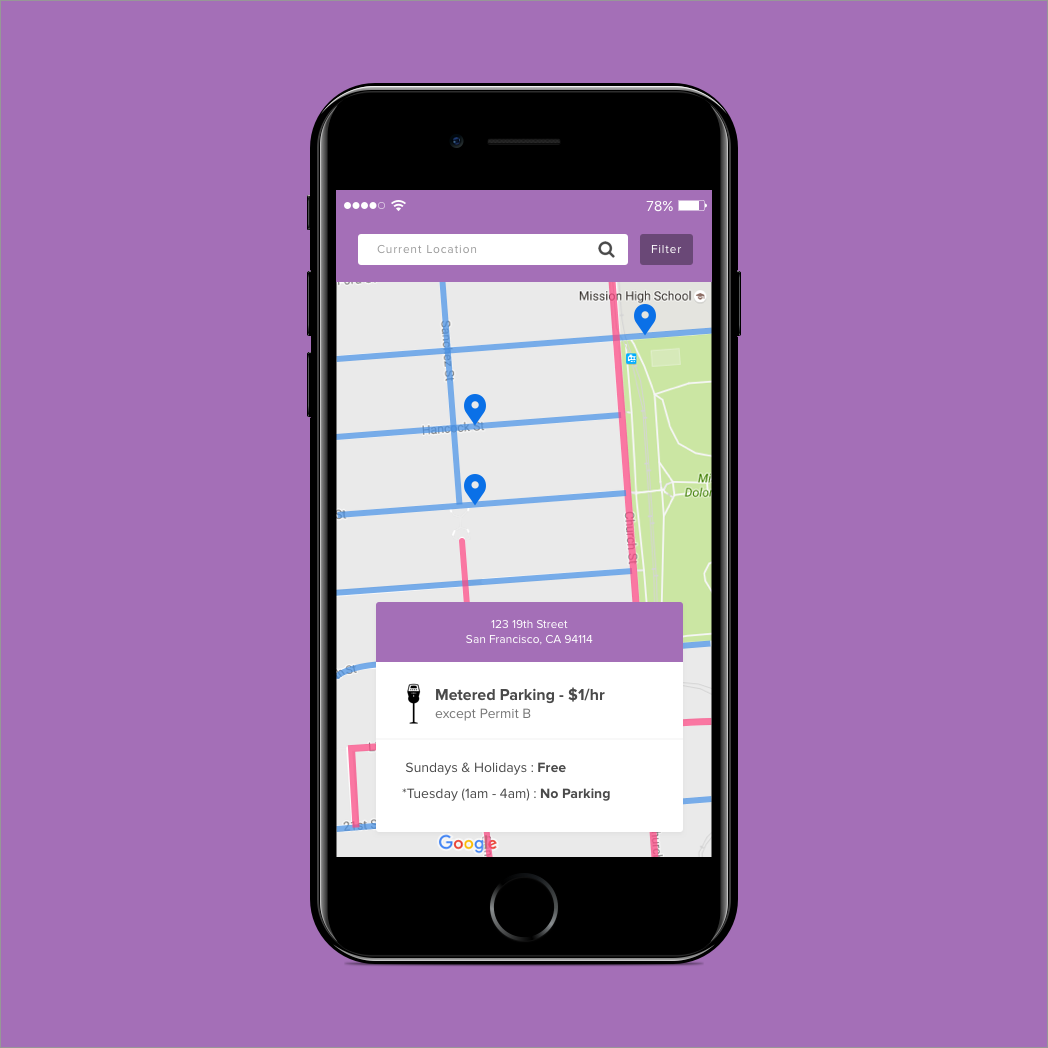 78%
Current Location
Filter
Mission High School
Sanchez St
Hancock St
Mi
Dolor
St
Church St
123 19th Street
San Francisco, CA 94114
St
Metered Parking - $1/hr
except Permit B
Sundays & Holidays : Free
*Tuesday (1am - 4am) : No Parking
21st S
Google